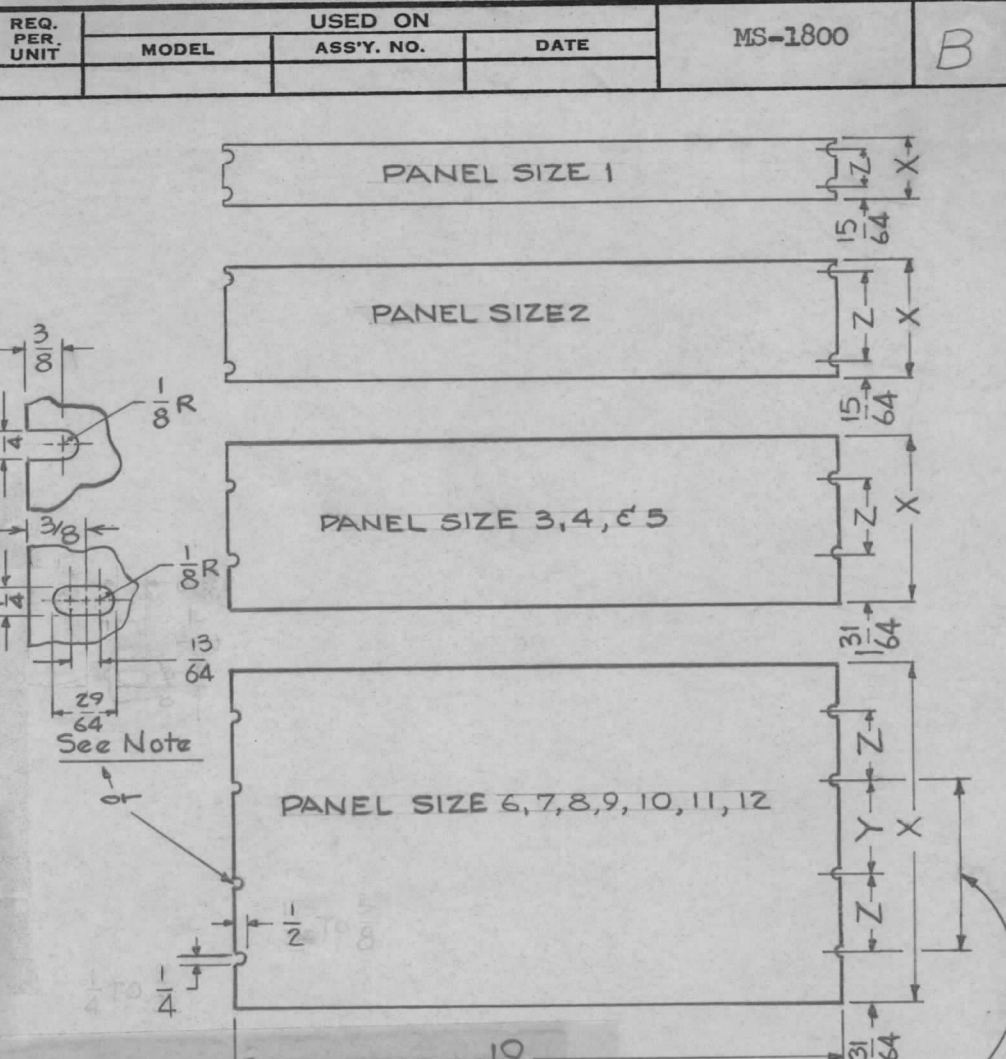 REQ. PER. UNIT
USED ON
MODEL ASS'Y. NO. DATE
MS-1800
B
PANEL SIZE 1
Z X
15/64
PANEL SIZE2
Z X
15/64
3/8
1/8 R
1/4
PANEL SIZE 3,4, & 5
Z X
1 31/64
3/8
1/8 R
1/4
13/64
29/64
See Note
or
PANEL SIZE 6,7,8,9,10,11,12
Z
Y X
Z
1/2
1/4
31/64
10